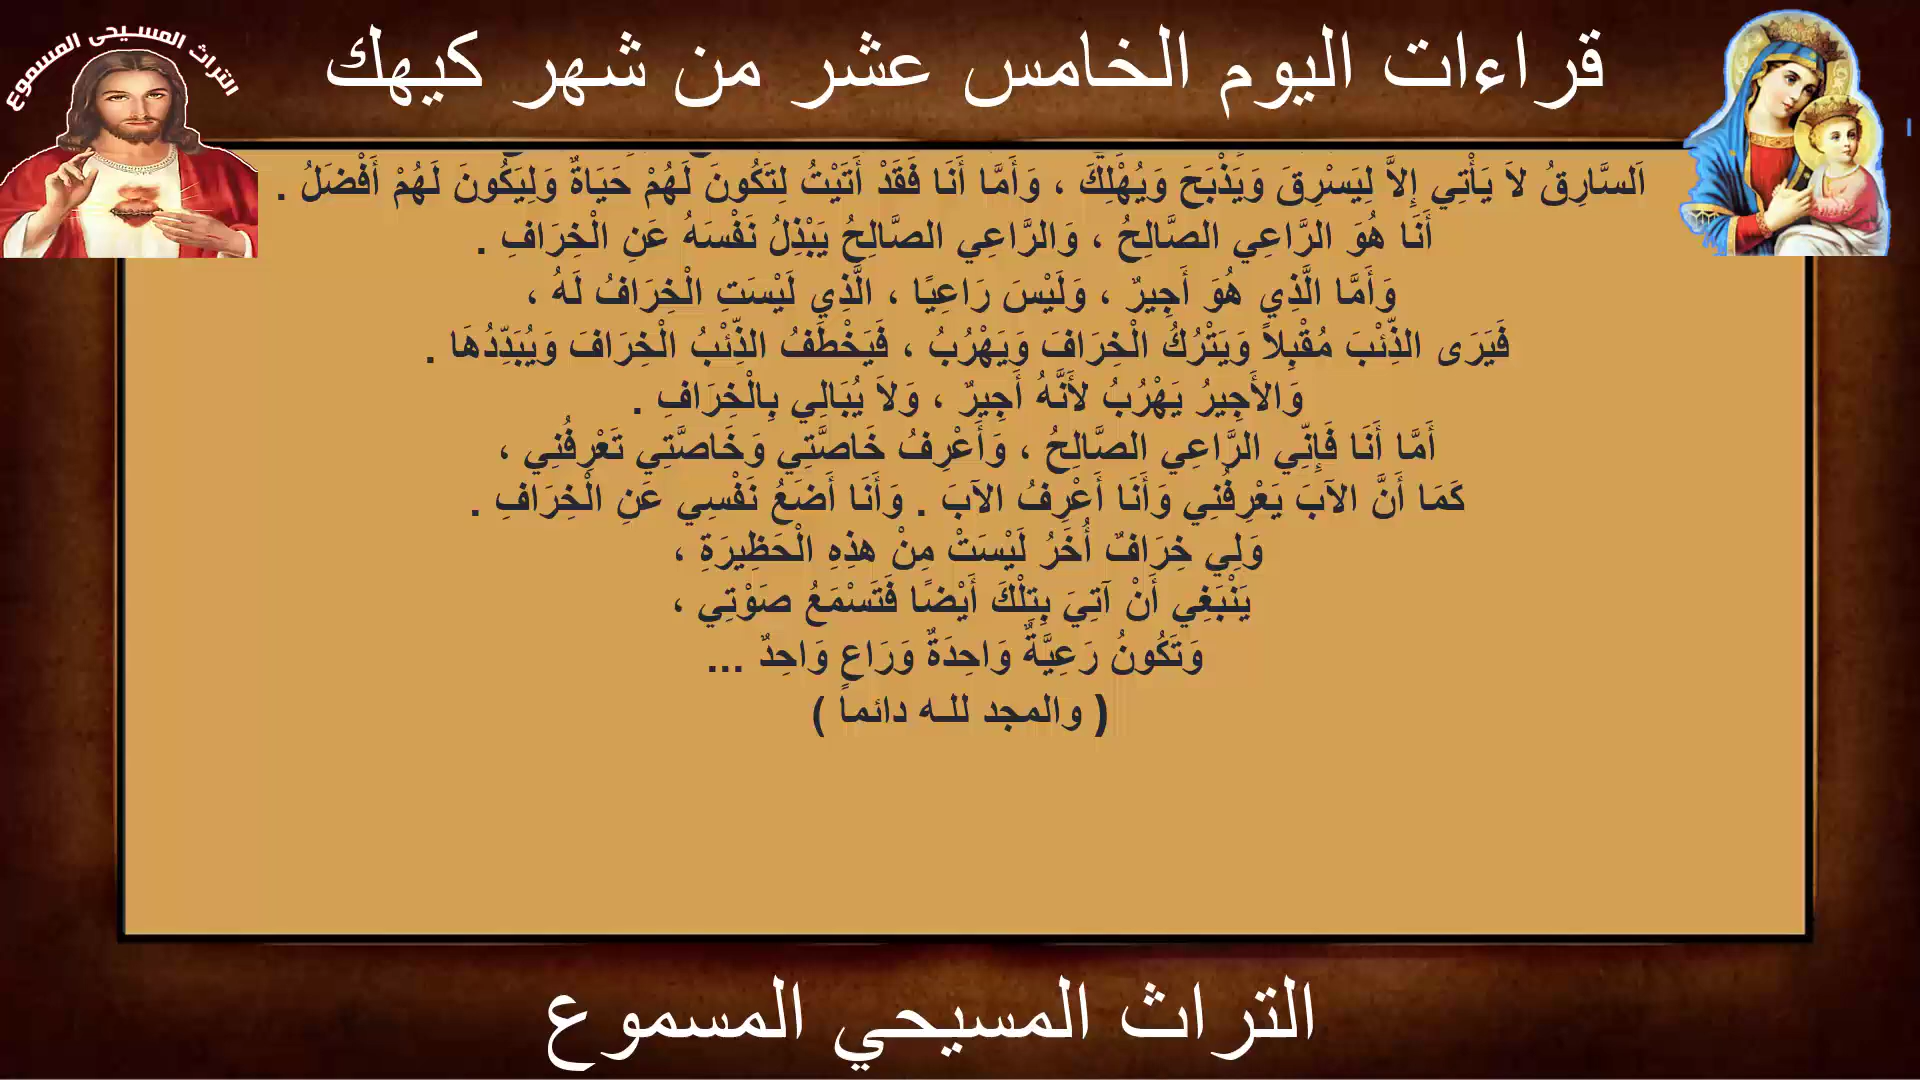 التراث المسيحى المسموع
قراءات اليوم الخامس عشر من شهر كيهك
اَلسَّارِقُ لاَ يَأْتِي إِلاَّ لِيَسْرِقَ وَيَذْبَحَ وَيُهْلِكَ ، وَأَمَّا أَنَا فَقَدْ أَتَيْتُ لِتَكُونَ لَهُمْ حَيَاةٌ وَلِيَكُونَ لَهُمْ أَفْضَلُ .
أَنَا هُوَ الرَّاعِي الصَّالِحُ ، وَالرَّاعِي الصَّالِحُ يَبْذِلُ نَفْسَهُ عَنِ الْخِرَافِ .
وَأَمَّا الَّذِي هُوَ أَجِيرٌ ، وَلَيْسَ رَاعِيًا ، الَّذِي لَيْسَتِ الْخِرَافُ لَهُ ،
فَيَرَى الذِّئْبَ مُقْبِلاً وَيَتْرُكُ الْخِرَافَ وَيَهْرُبُ ، فَيَخْطَفُ الذِّئْبُ الْخِرَافَ وَيُبَدِّدُهَا .
وَالأَجِيرُ يَهْرُبُ لأَنَّهُ أَجِيرٌ ، وَلاَ يُبَالِي بِالْخِرَافِ .
أَمَّا أَنَا فَإِنِّي الرَّاعِي الصَّالِحُ ، وَأَعْرِفُ خَاصَّتِي وَخَاصَّتِي تَعْرِفُنِي ،
كَمَا أَنَّ الآبَ يَعْرِفُنِي وَأَنَا أَعْرِفُ الآبَ . وَأَنَا أَضَعُ نَفْسِي عَنِ الْخِرَافِ .
وَلِي خِرَافٌ أُخَرُ لَيْسَتْ مِنْ هذِهِ الْحَظِيرَةِ ،
يَنْبَغِي أَنْ آتِيَ بِتِلْكَ أَيْضًا فَتَسْمَعُ صَوْتِي ،
وَتَكُونُ رَعِيَّةٌ وَاحِدَةٌ وَرَاعٍ وَاحِدٌ ...
( والمجد للـه دائماً )
التراث المسيحي المسموع